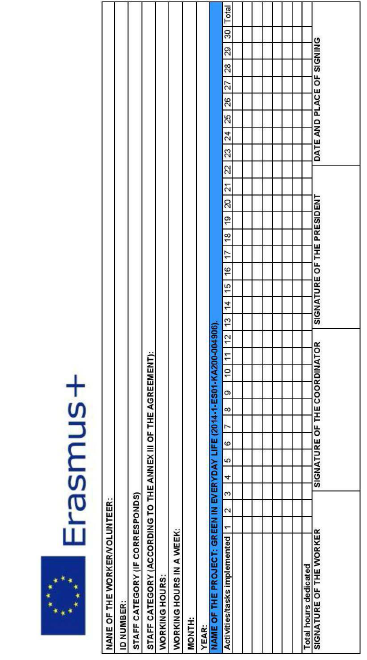 Erasmus+
NAME OF THE WORKER/VOLUNTEER:
ID NUMBER:
STAFF CATEGORY (IF CORRESPONDS)
STAFF CATEGORY (ACCORDING TO THE ANNEX III OF THE AGREEMENT):
WORKING HOURS:
WORKING HOURS IN A WEEK:
MONTH:
YEAR:
NAME OF THE PROJECT: GREEN IN EVERYDAY LIFE (2014-1-ES01-KA200-004906).
Activities/tasks implemented 1 2 3 4 5 6 7 8 9 10 11 12 13 14 15 16 17 18 19 20 21 22 23 24 25 26 27 28 29 30 Total
Total hours dedicated
SIGNATURE OF THE WORKER SIGNATURE OF THE COORDINATOR SIGNATURE OF THE PRESIDENT DATE AND PLACE OF SIGNING